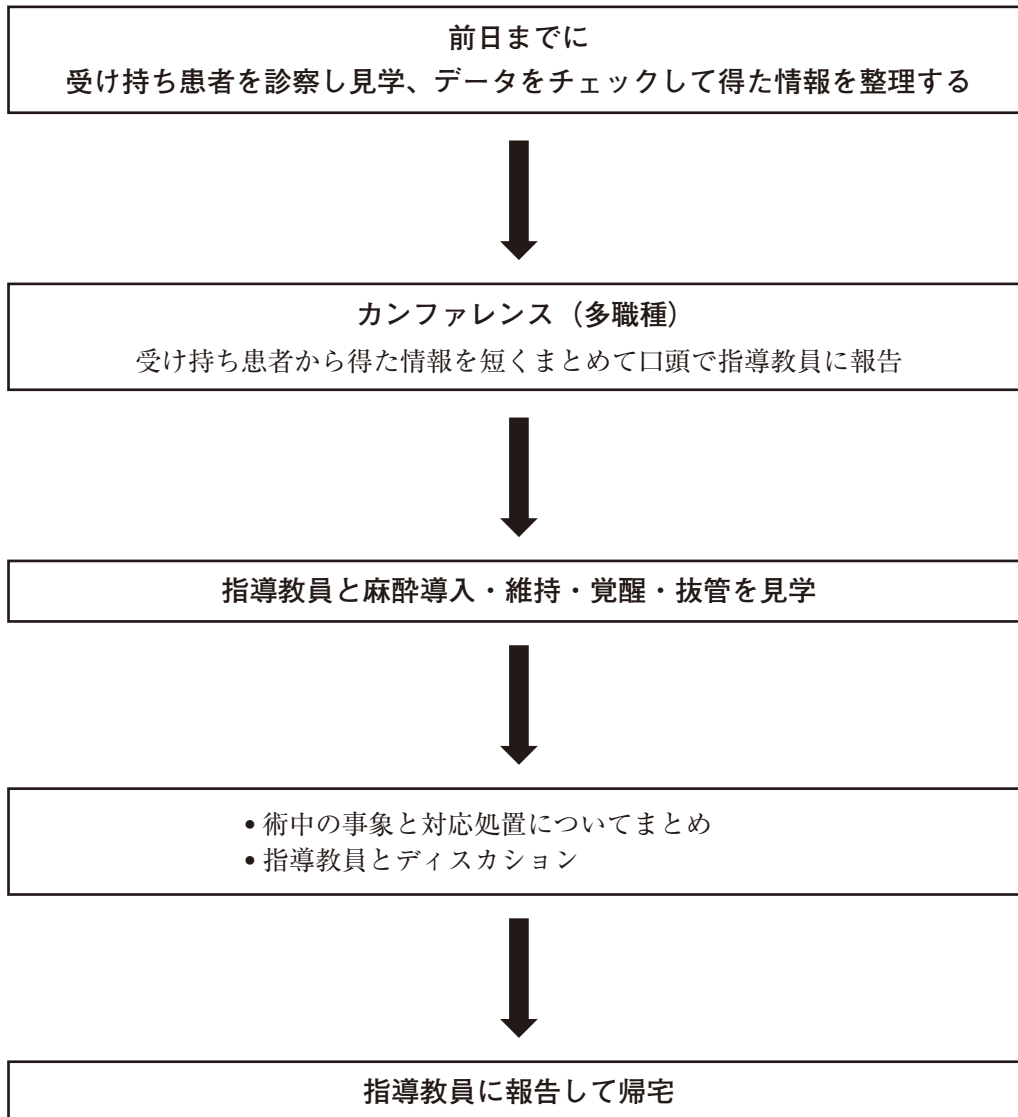 前日までに
受け持ち患者を診察し見学、データをチェックして得た情報を整理する
カンファレンス（多職種）
受け持ち患者から得た情報を短くまとめて口頭で指導教員に報告
指導教員と麻酔導入・維持・覚醒・抜管を見学
•術中の事象と対応処置についてまとめ
•指導教員とディスカション
指導教員に報告して帰宅